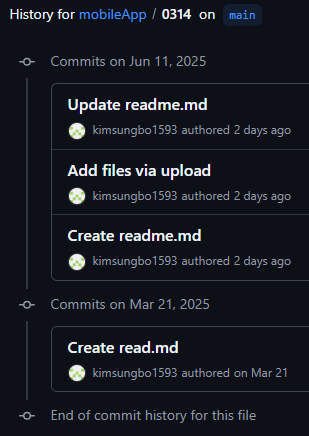 History for mobileApp / 0314 on main
Commits on Jun 11, 2025
Update readme.md
kimsungbo1593 authored 2 days ago
Add files via upload
kimsungbo1593 authored 2 days ago
Create readme.md
kimsungbo1593 authored 2 days ago
Commits on Mar 21, 2025
Create read.md
kimsungbo1593 authored on Mar 21
End of commit history for this file